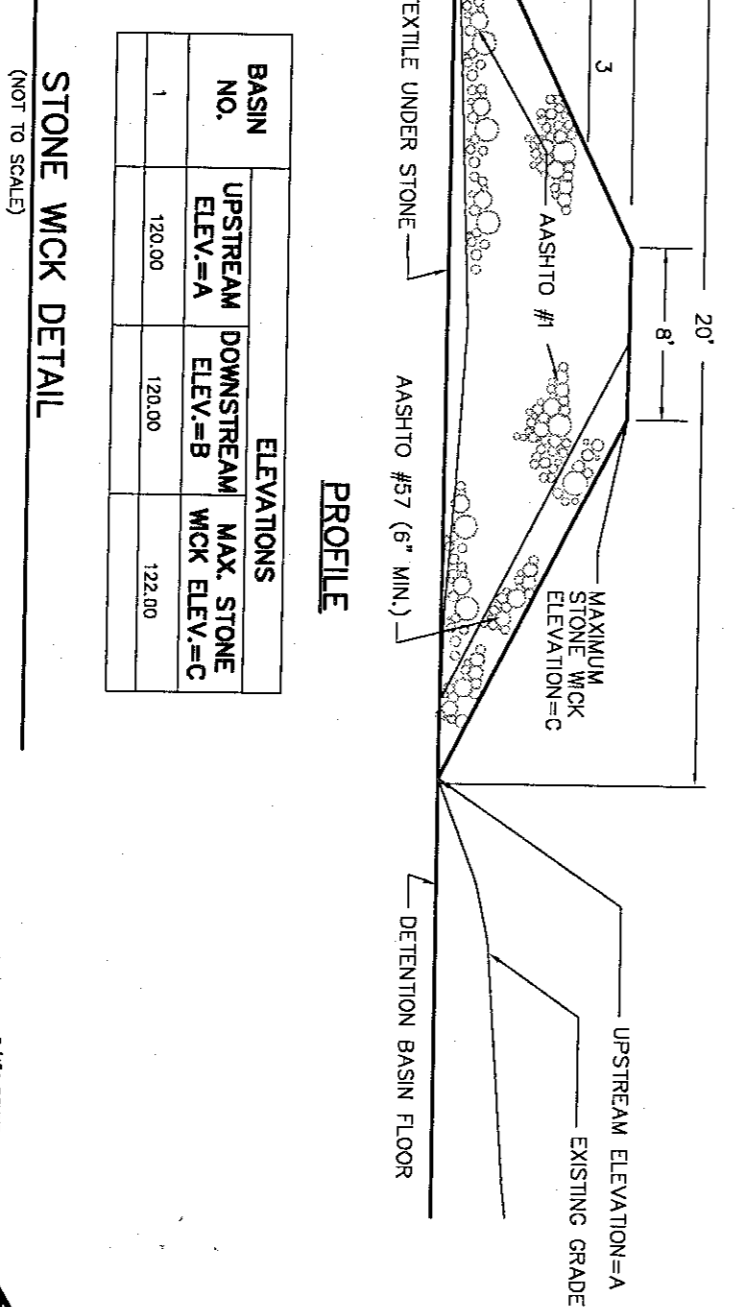 20'
8'
3
UPSTREAM ELEVATION=A
EXISTING GRADE
MAXIMUM
STONE WICK
ELEVATION=C
AASHTO #1
TEXTILE UNDER STONE
AASHTO #57 (6" MIN.)
DETENTION BASIN FLOOR
PROFILE
BASIN NO.
ELEVATIONS
UPSTREAM ELEV.=A
DOWNSTREAM ELEV.=B
MAX. STONE WICK ELEV.=C
1 120.00 120.00 122.00
STONE WICK DETAIL
(NOT TO SCALE)